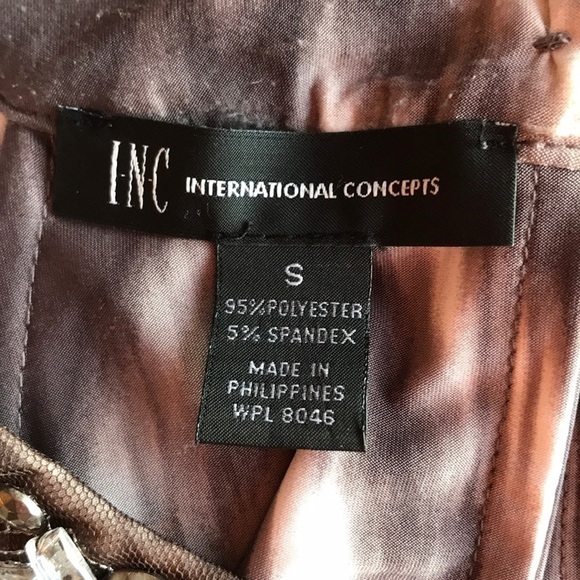 I·N·C INTERNATIONAL CONCEPTS
S
95%POLYESTER
5% SPANDEX
MADE IN
PHILIPPINES
WPL 8046